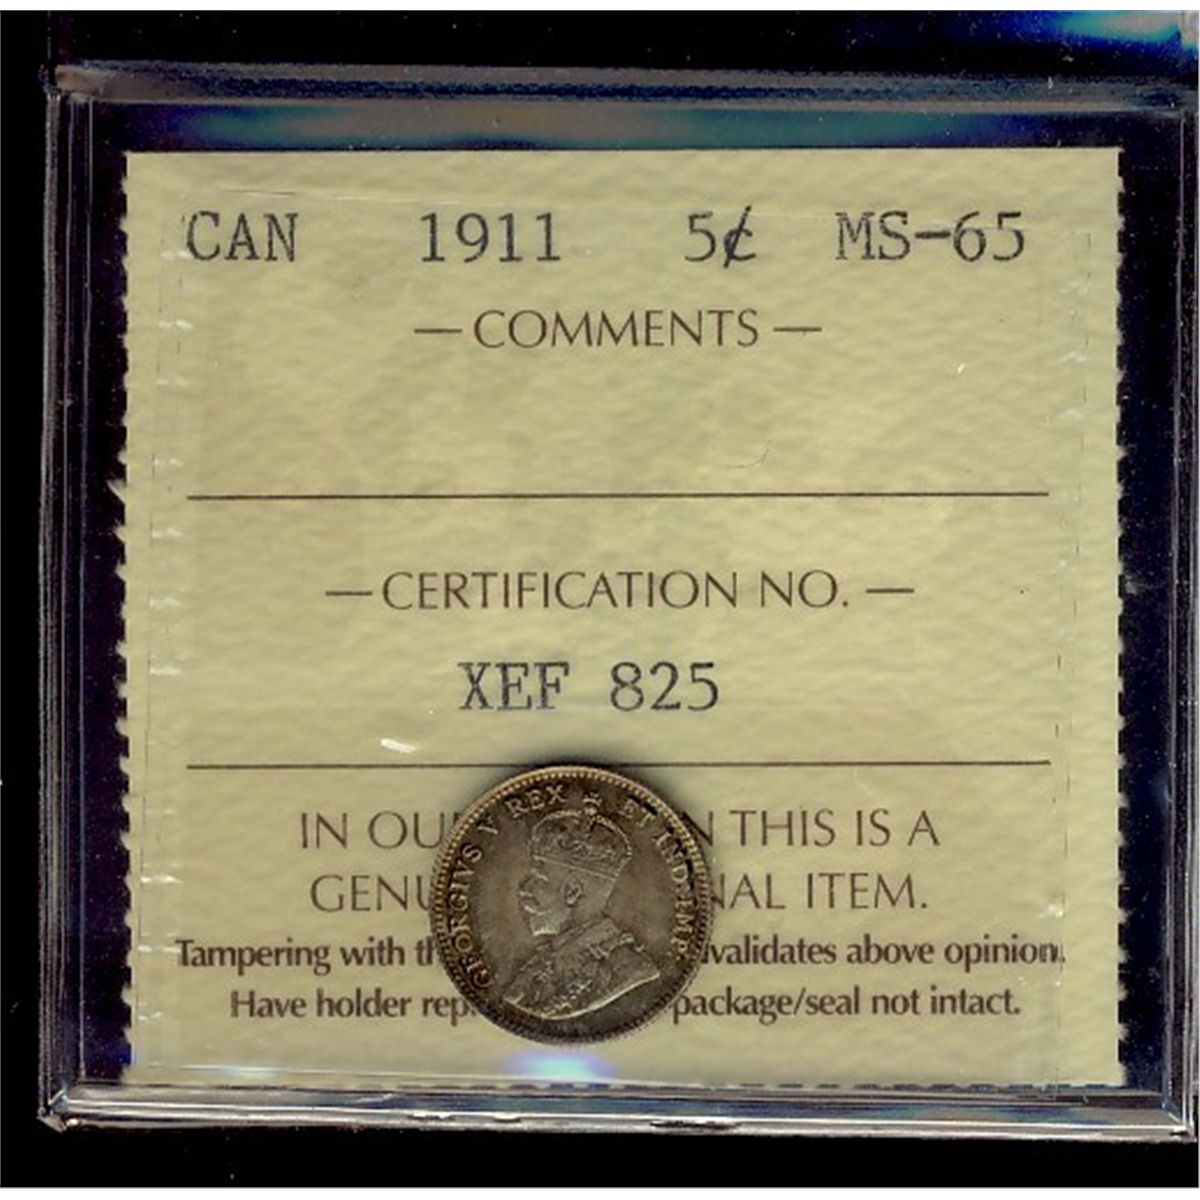 CAN 1911 5¢ MS-65
— COMMENTS —
— CERTIFICATION NO. —
XEF 825
IN OU N THIS IS A
GENU NAL ITEM.
Tampering with th validates above opinion.
Have holder rep. package/seal not intact.
GEORGIVS V REX ET IND: IMP: